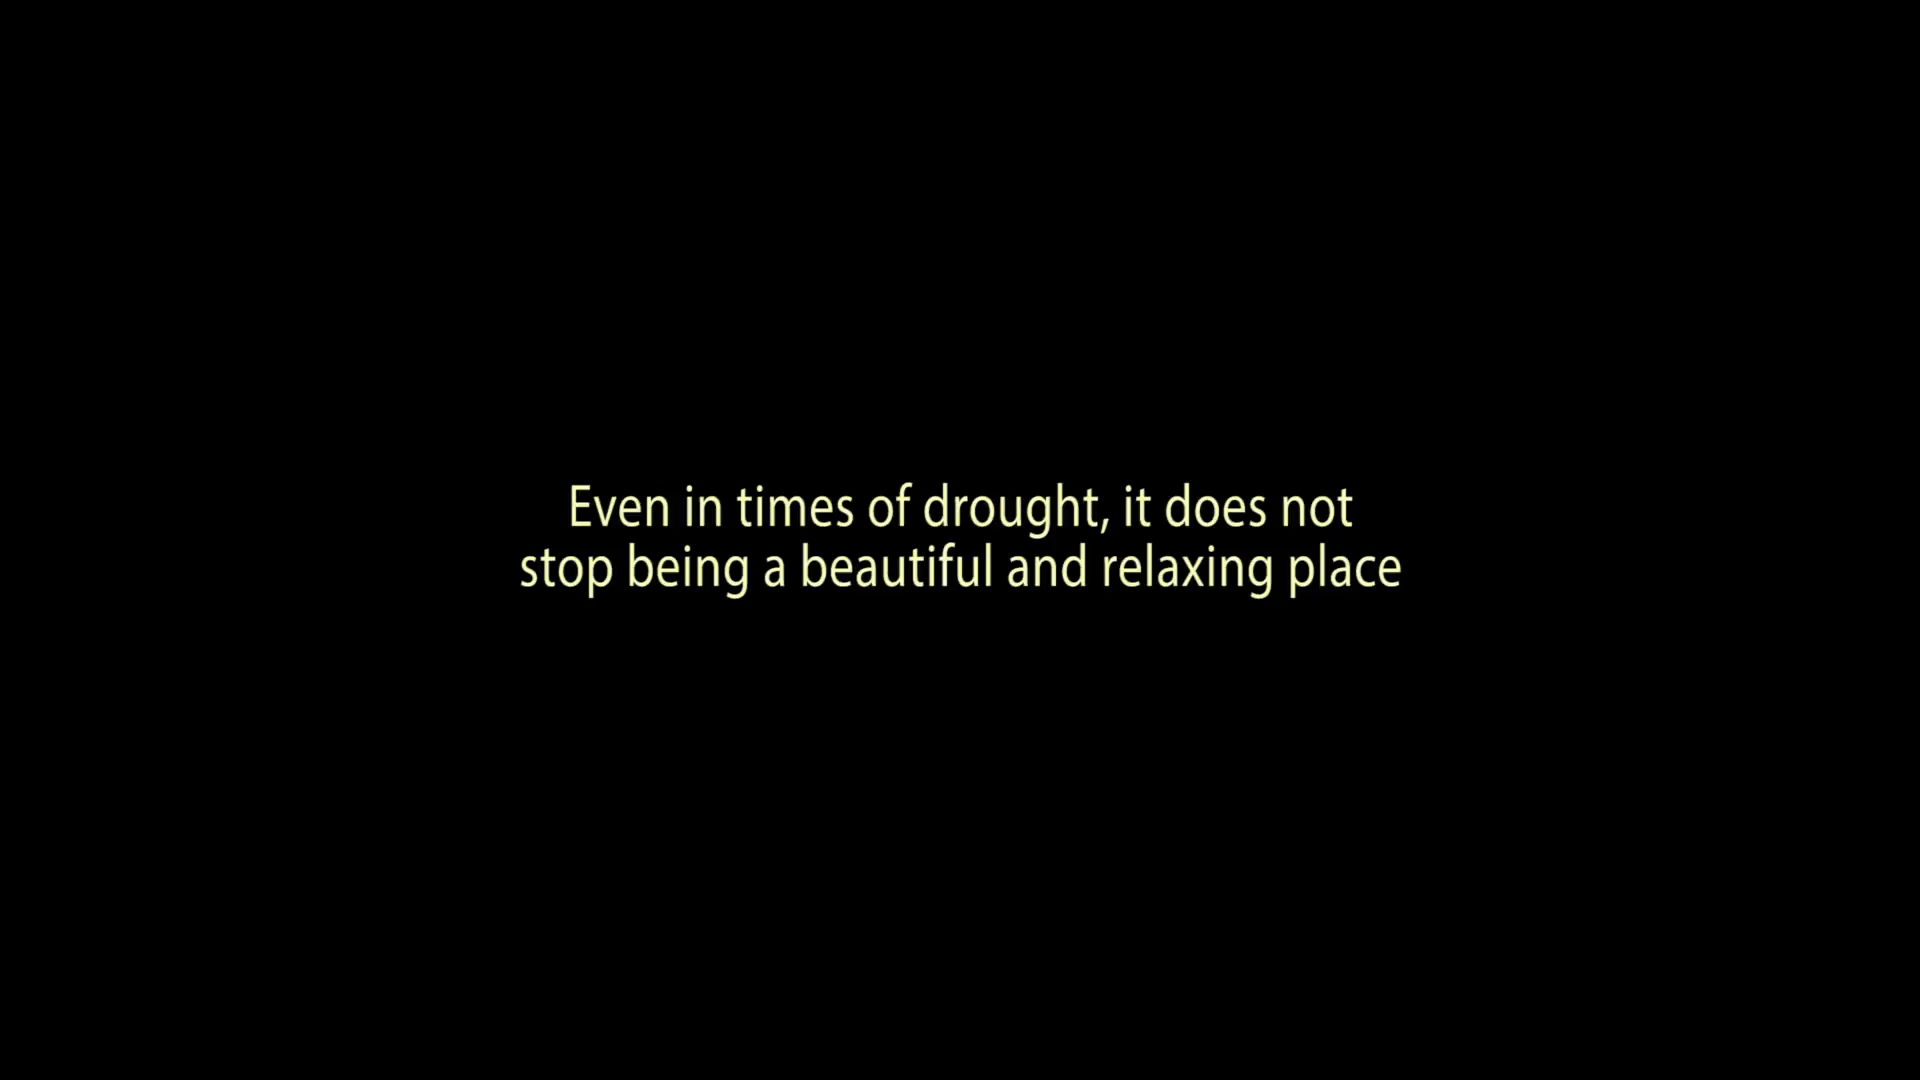 Even in times of drought, it does not
stop being a beautiful and relaxing place